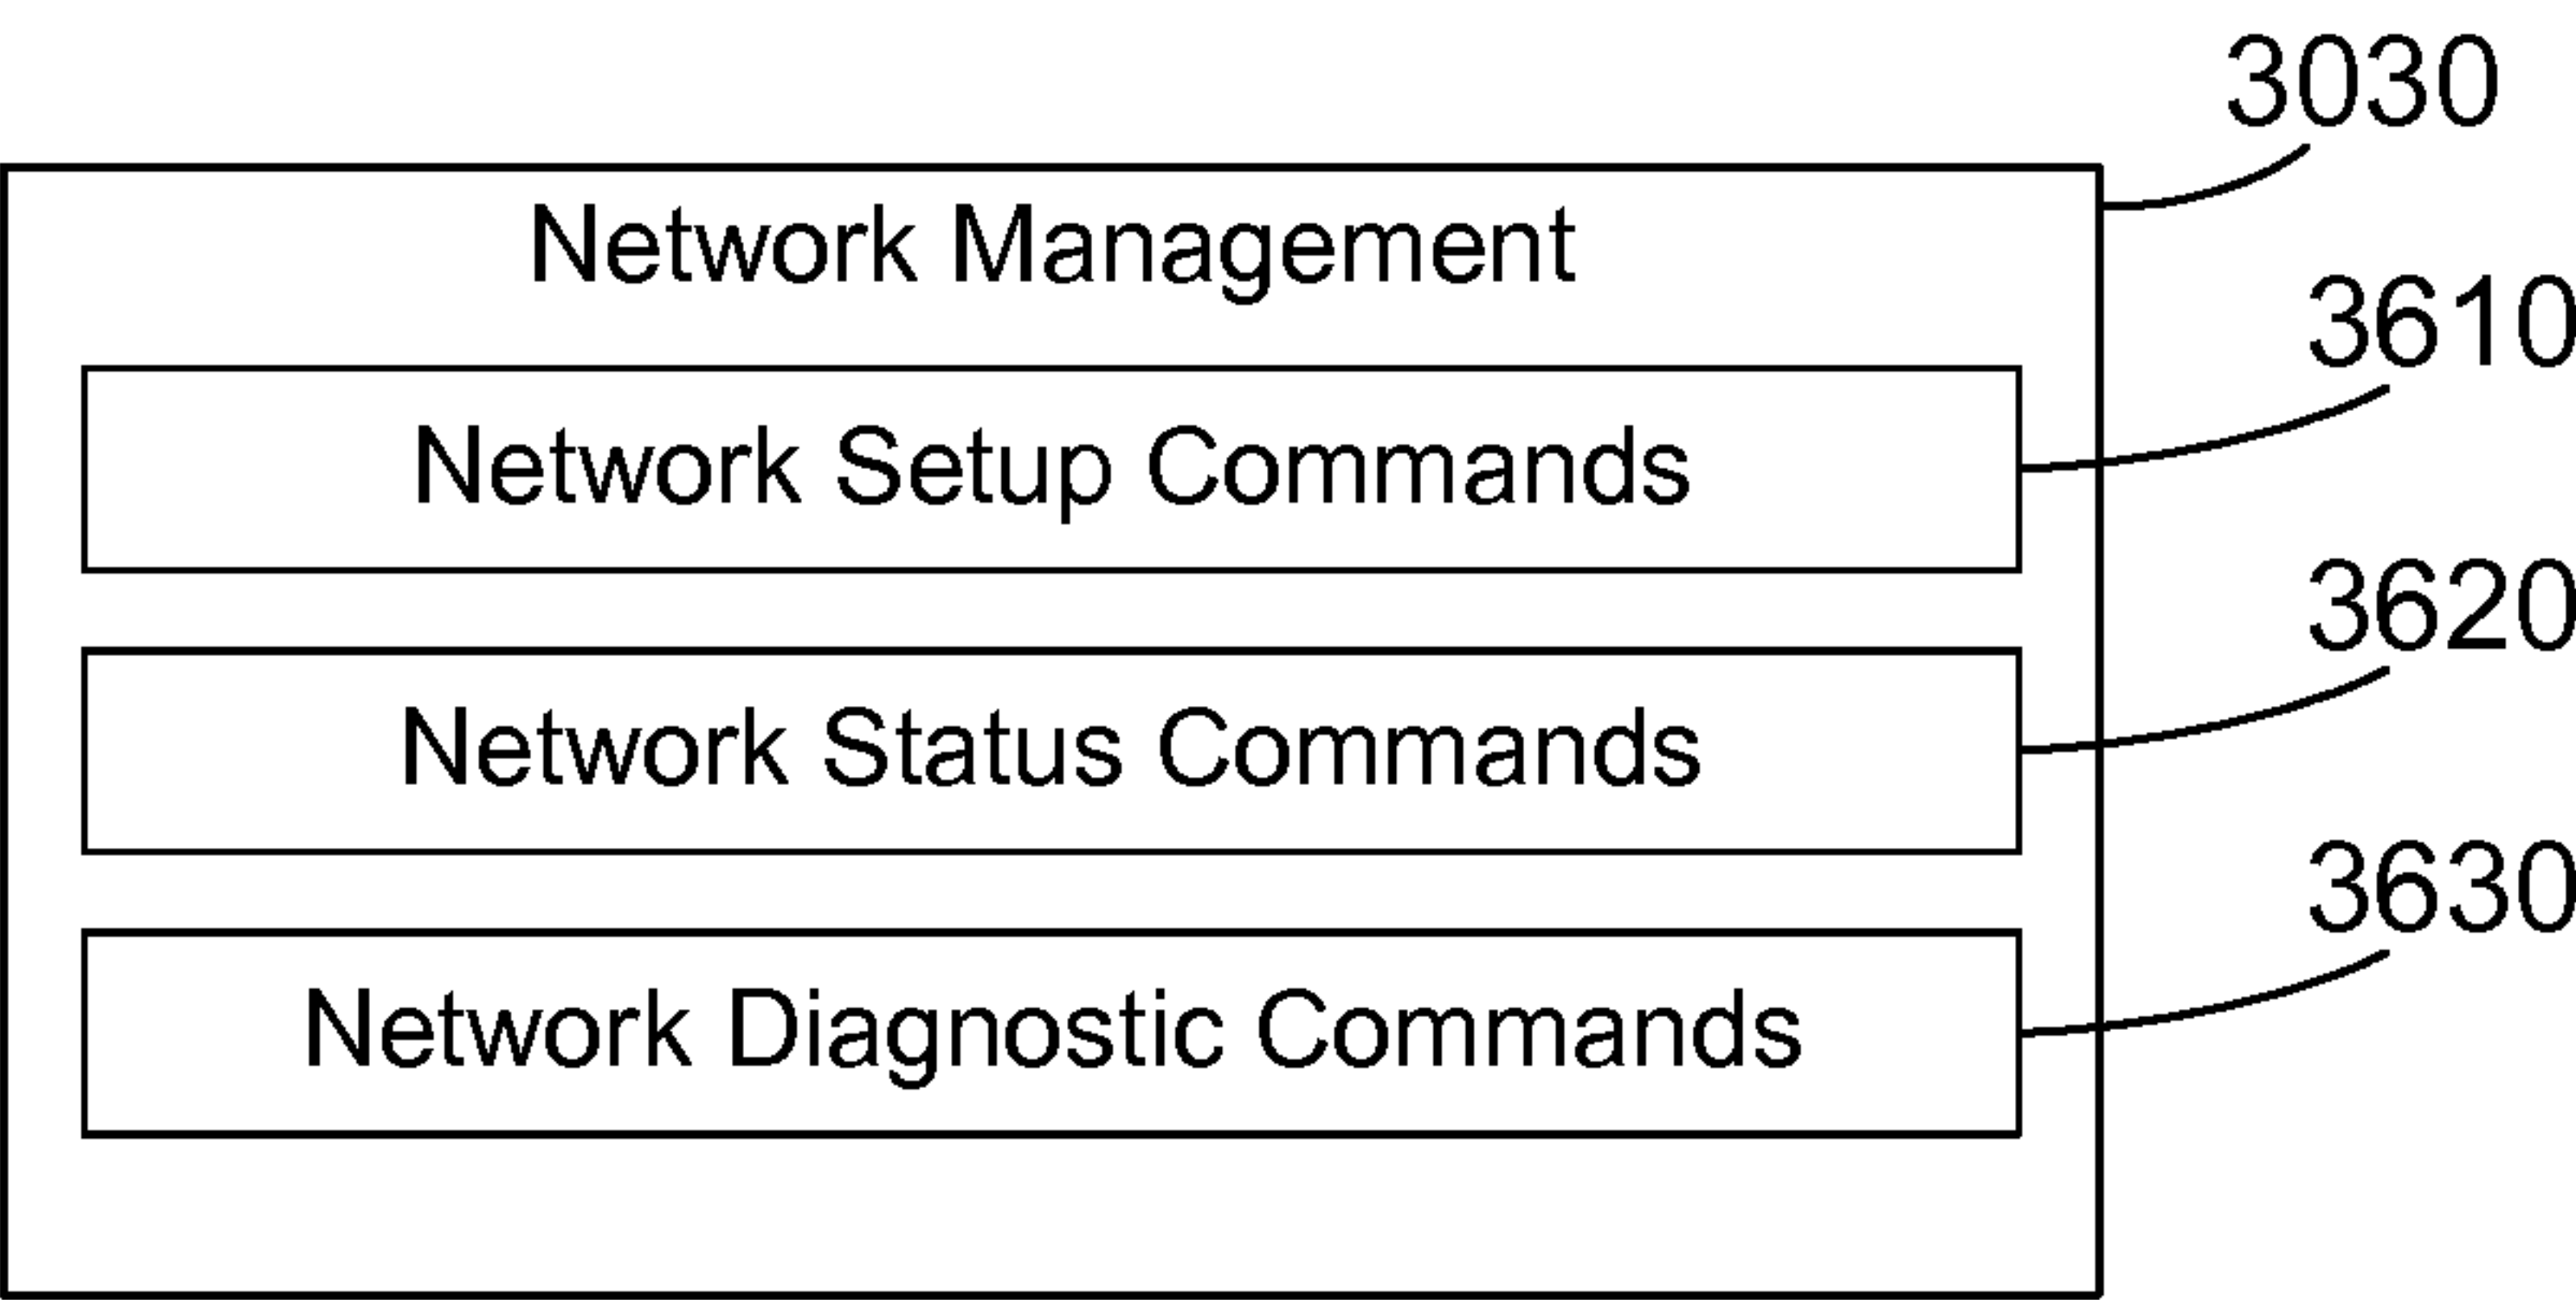 3030
Network Management
3610
Network Setup Commands
3620
Network Status Commands
3630
Network Diagnostic Commands